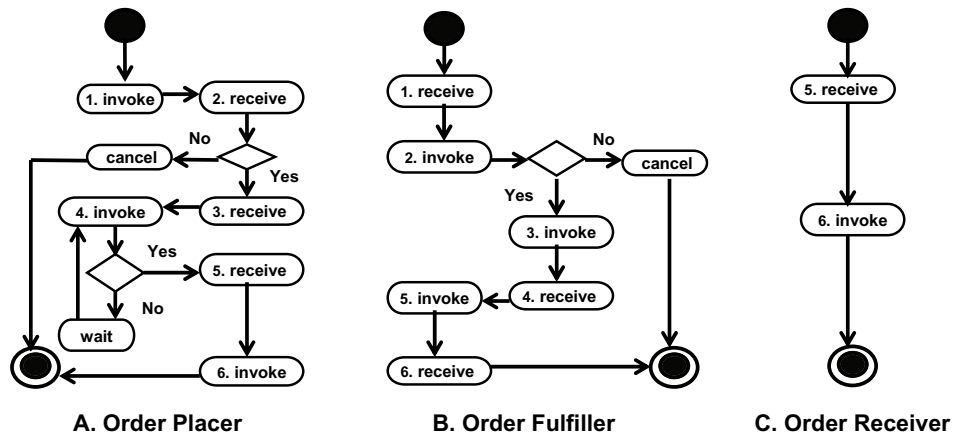 1. invoke
2. receive
No
cancel
Yes
4. invoke
3. receive
Yes
5. receive
No
wait
6. invoke
A. Order Placer
1. receive
2. invoke
No
cancel
Yes
3. invoke
5. invoke
4. receive
6. receive
B. Order Fulfiller
5. receive
6. invoke
C. Order Receiver